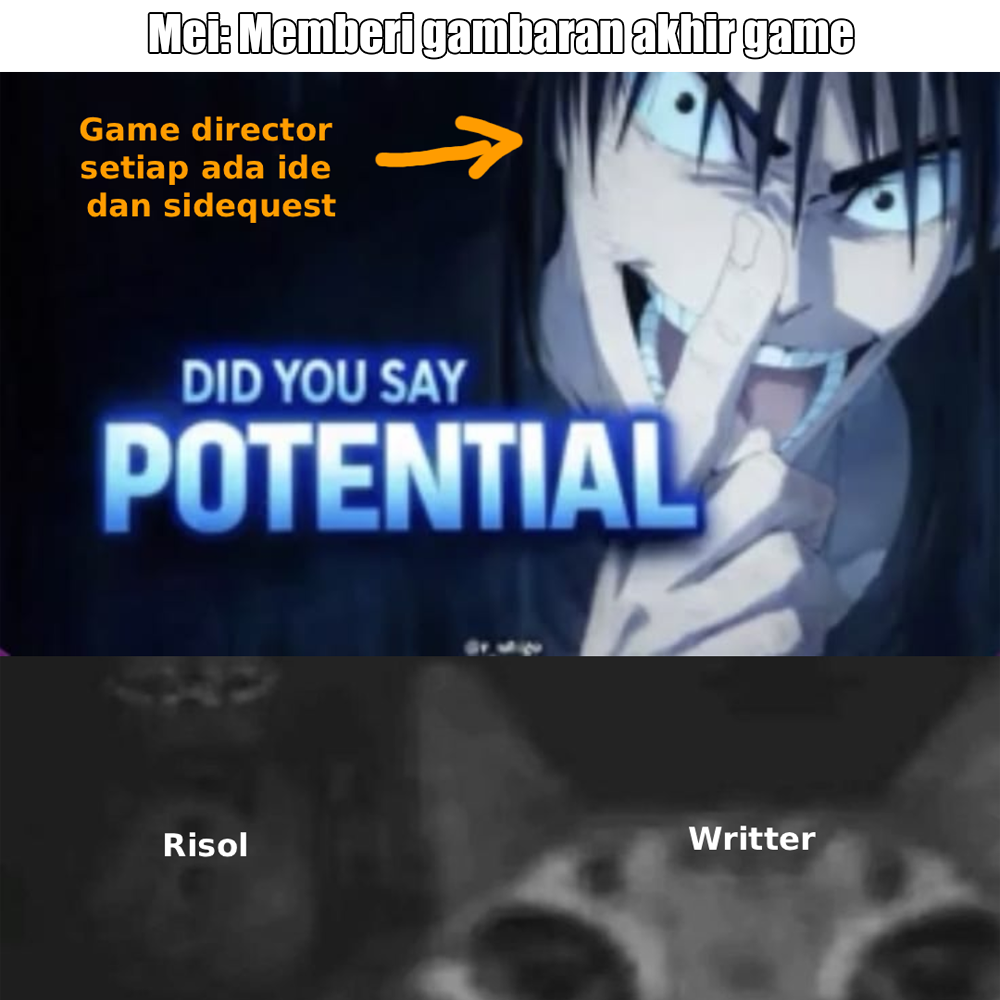 Mei: Memberi gambaran akhir game
Game director
setiap ada ide
dan sidequest
DID YOU SAY
POTENTIAL
Risol
Writter